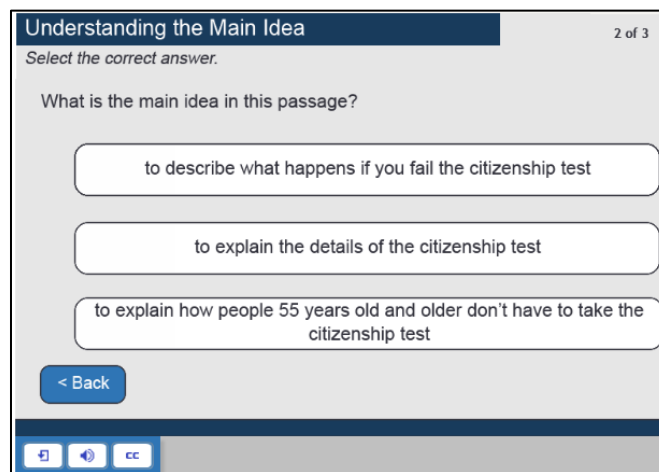 Understanding the Main Idea
2 of 3
Select the correct answer.
What is the main idea in this passage?
to describe what happens if you fail the citizenship test
to explain the details of the citizenship test
to explain how people 55 years old and older don't have to take the
citizenship test
< Back
CC